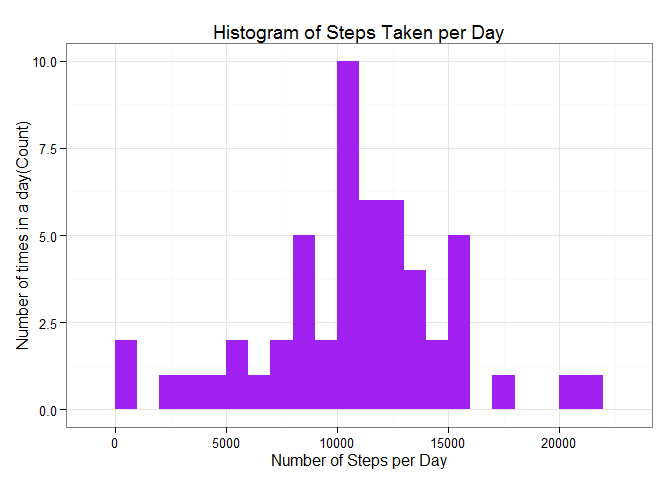 Histogram of Steps Taken per Day
Number of times in a day(Count)
10.0
7.5
5.0
2.5
0.0
0 5000 10000 15000 20000
Number of Steps per Day